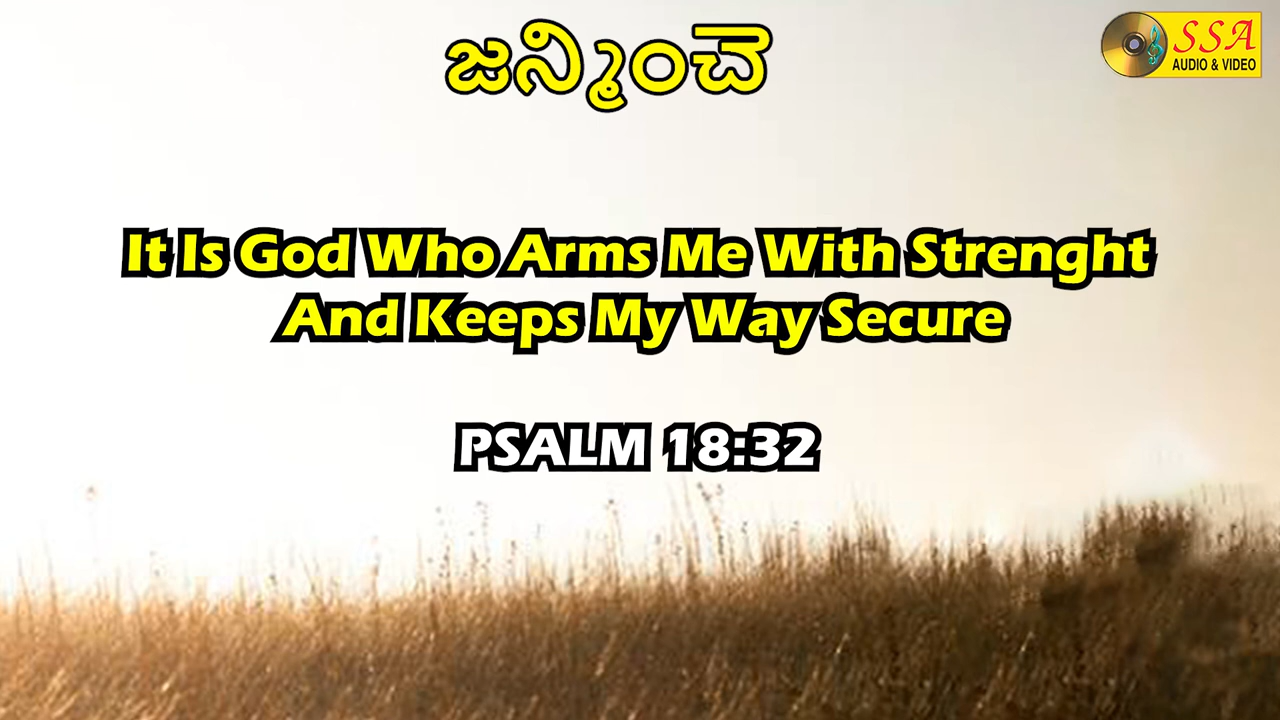 ಜನ್ಮಿಂಚೆ
SSA
AUDIO & VIDEO
It Is God Who Arms Me With Strenght
And Keeps My Way Secure
PSALM 18:32